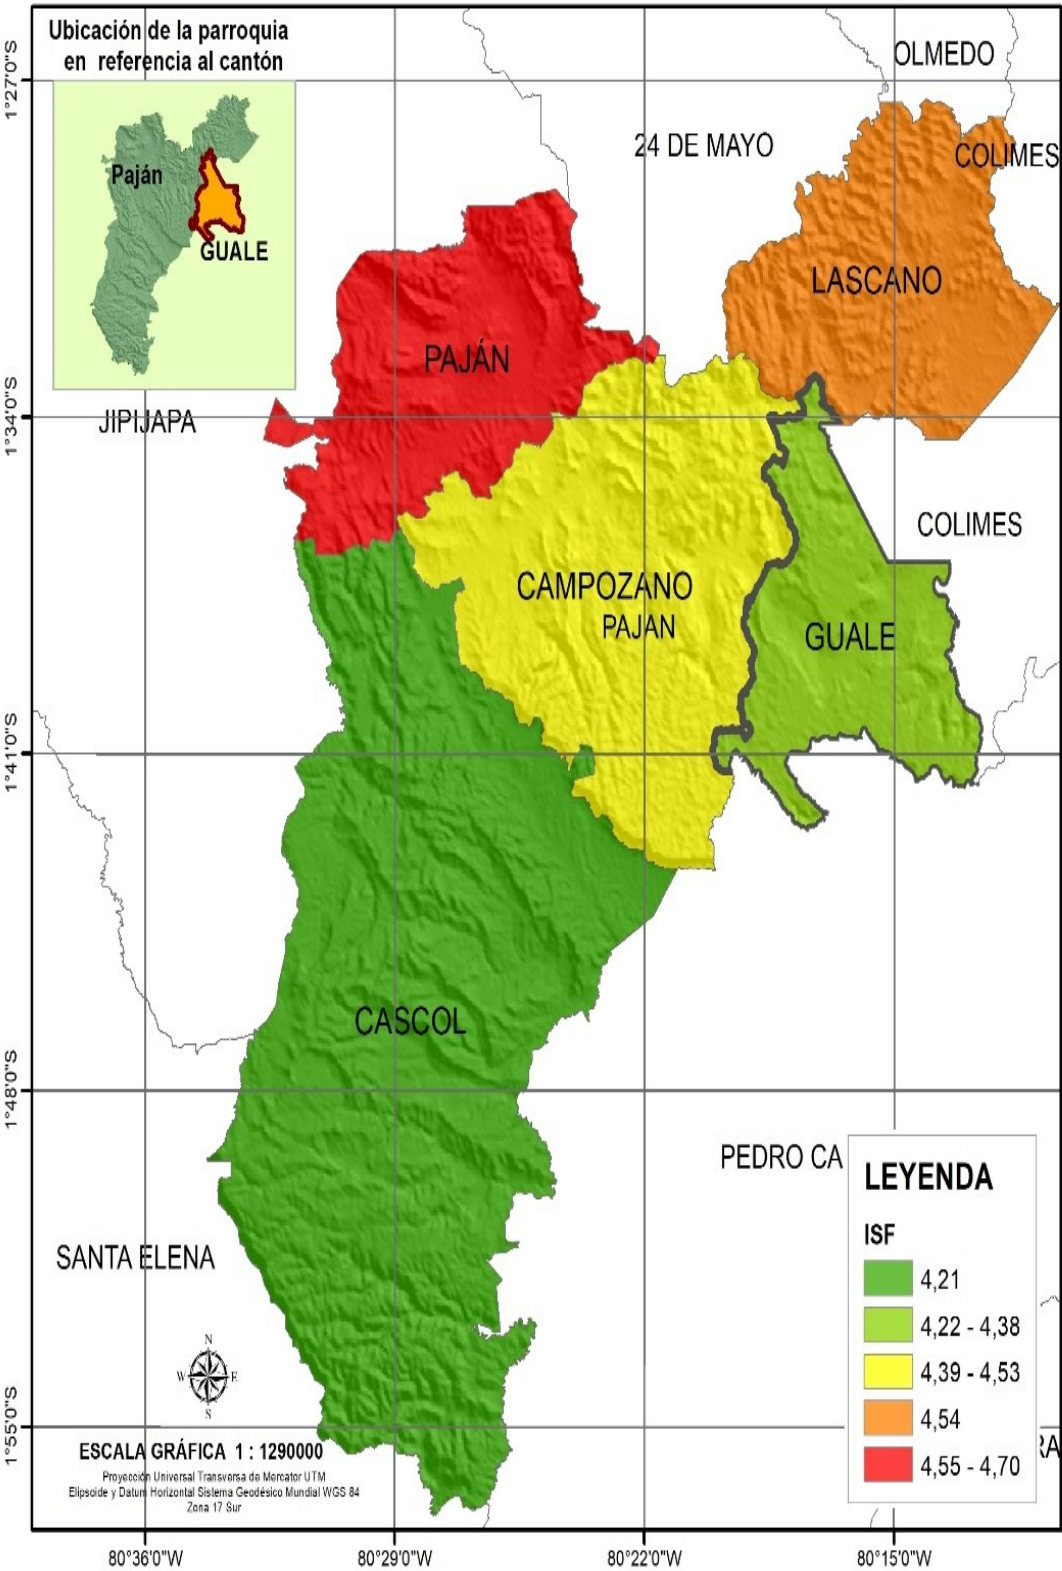 Ubicación de la parroquia
en referencia al cantón
Paján
GUALE
OLMEDO
24 DE MAYO
COLIMES
LASCANO
PAJÁN
JIPIJAPA
COLIMES
CAMPOZANO
PAJAN
GUALE
CASCOL
PEDRO CA
SANTA ELENA
LEYENDA
ISF
4,21
4,22 - 4,38
4,39 - 4,53
4,54
4,55 - 4,70
RA
N
W E
S
ESCALA GRÁFICA 1 : 1290000
Proyección Universal Transversa de Mercator UTM
Elipsoide y Datum Horizontal Sistema Geodésico Mundial WGS 84
Zona 17 Sur
1°27'0"S
1°34'0"S
1°41'0"S
1°48'0"S
1°55'0"S
80°36'0"W 80°29'0"W 80°22'0"W 80°15'0"W